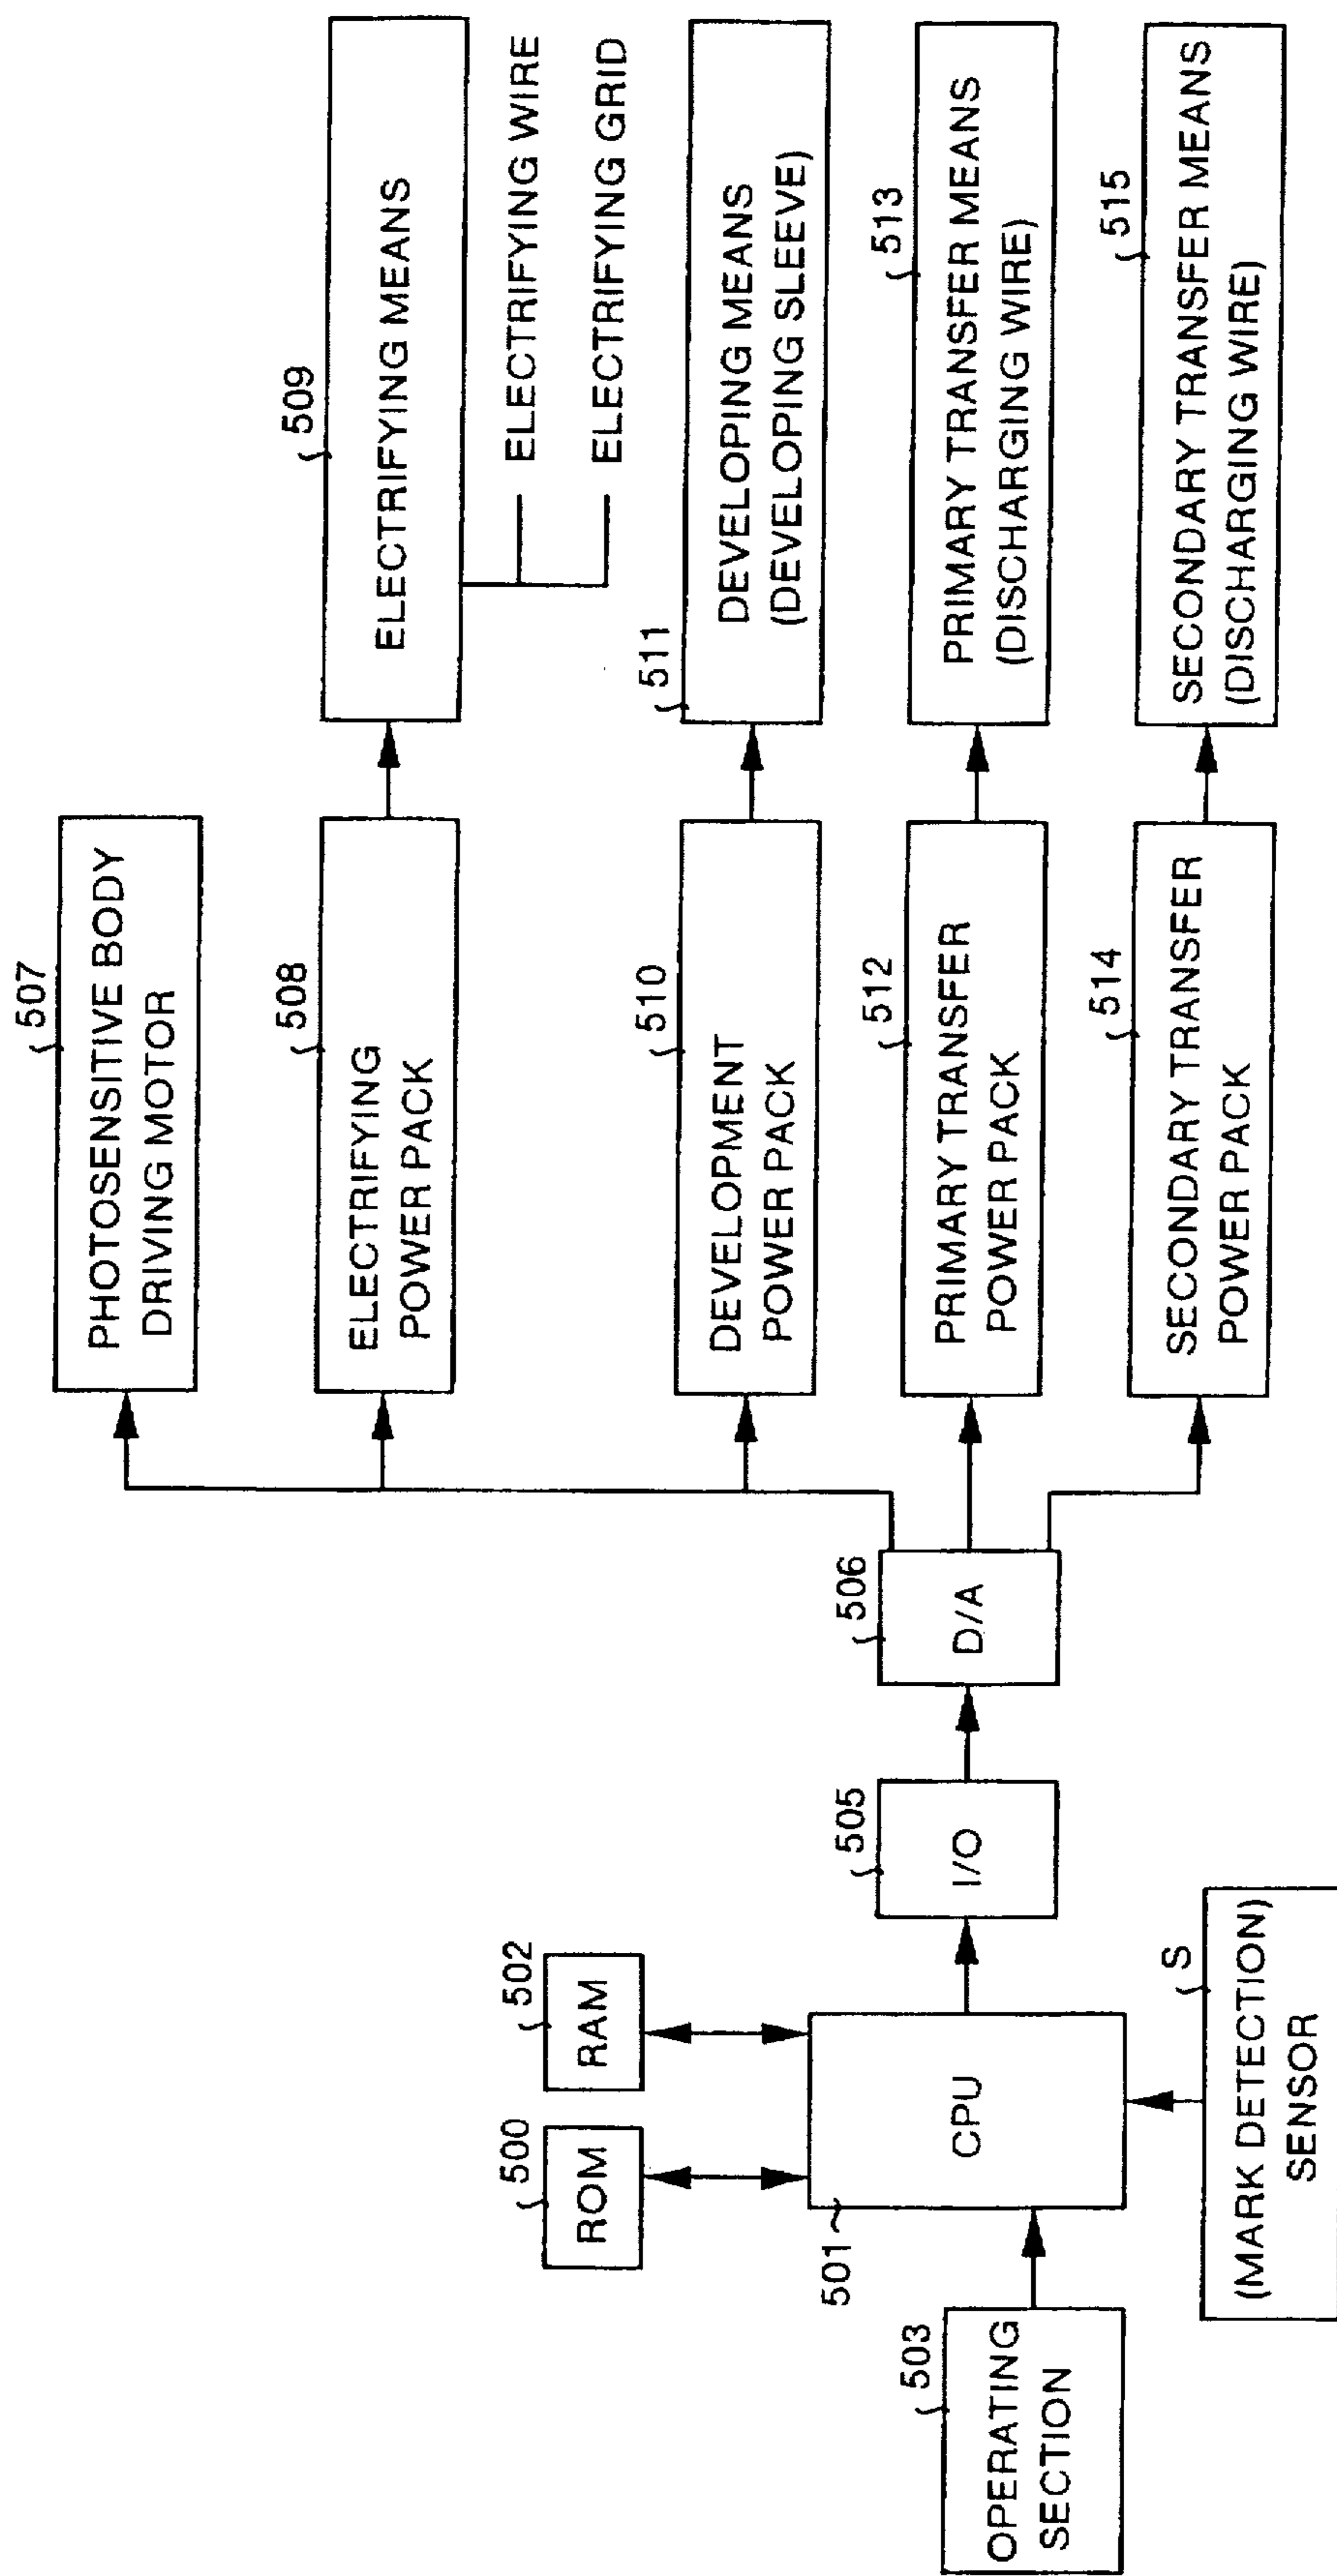 507
PHOTOSENSITIVE BODY
DRIVING MOTOR
508
ELECTRIFYING
POWER PACK
509
ELECTRIFYING MEANS
ELECTRIFYING WIRE
ELECTRIFYING GRID
510
DEVELOPMENT
POWER PACK
511
DEVELOPING MEANS
(DEVELOPING SLEEVE)
500
ROM
502
RAM
501
CPU
503
OPERATING
SECTION
S
(MARK DETECTION)
SENSOR
505
I/O
506
D/A
512
PRIMARY TRANSFER
POWER PACK
513
PRIMARY TRANSFER MEANS
(DISCHARGING WIRE)
514
SECONDARY TRANSFER
POWER PACK
515
SECONDARY TRANSFER MEANS
(DISCHARGING WIRE)